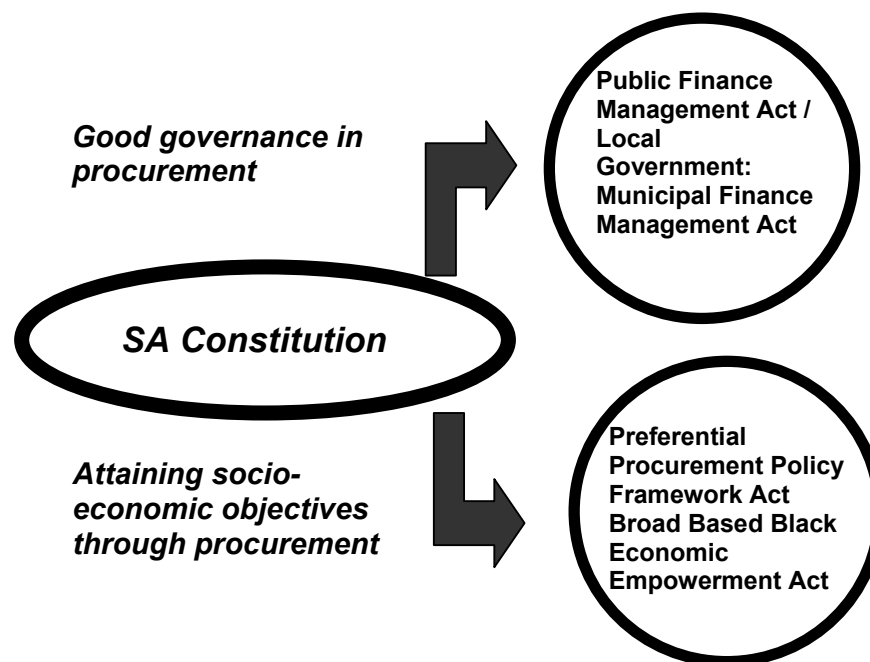 Good governance in
procurement
Public Finance
Management Act /
Local
Government:
Municipal Finance
Management Act
SA Constitution
Attaining socio-
economic objectives
through procurement
Preferential
Procurement Policy
Framework Act
Broad Based Black
Economic
Empowerment Act